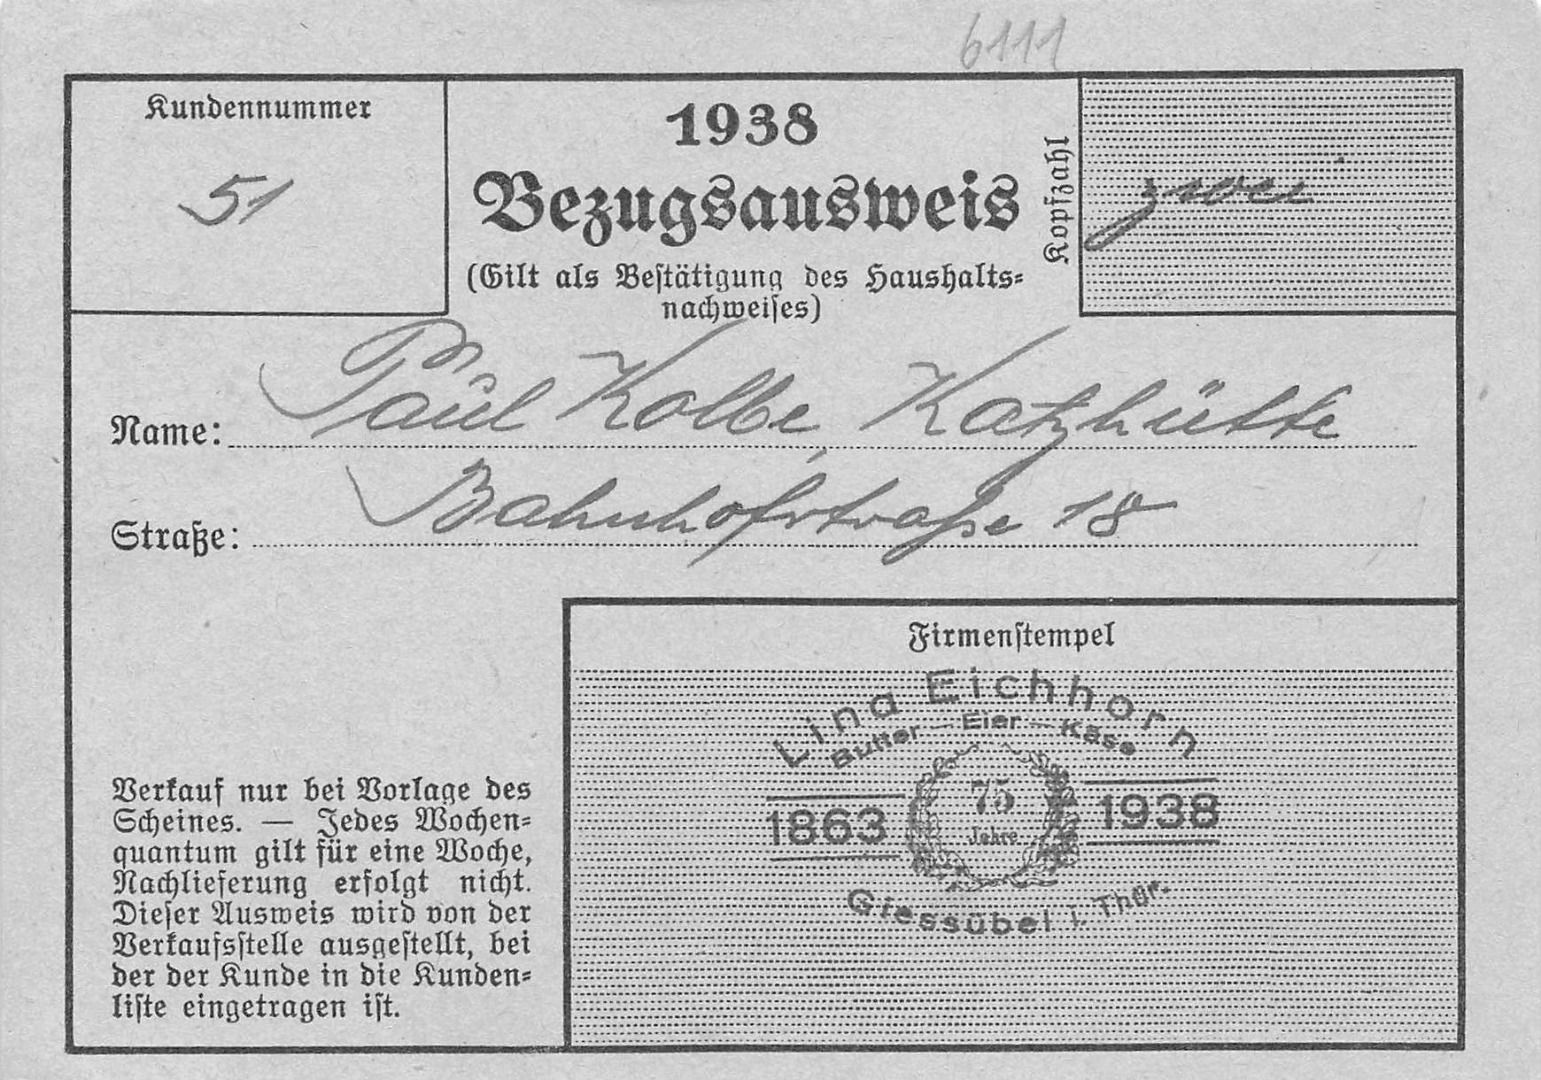 6111
Kundennummer
51
1938
Bezugsausweis
(Gilt als Bestätigung des Haushalts=
nachweises)
Kopfzahl
zwei
Name: Paul Kolbe, Katzhütte
Straße: Bahnhofstraße 18
Verkauf nur bei Vorlage des
Scheines. — Jedes Wochen=
quantum gilt für eine Woche,
Nachlieferung erfolgt nicht.
Dieser Ausweis wird von der
Verkaufsstelle ausgestellt, bei
der der Kunde in die Kunden=
liste eingetragen ist.
Firmenstempel
Lina Eichhorn
Butter — Eier — Käse
1863 75 Jahre 1938
Giessübel i. Thür.